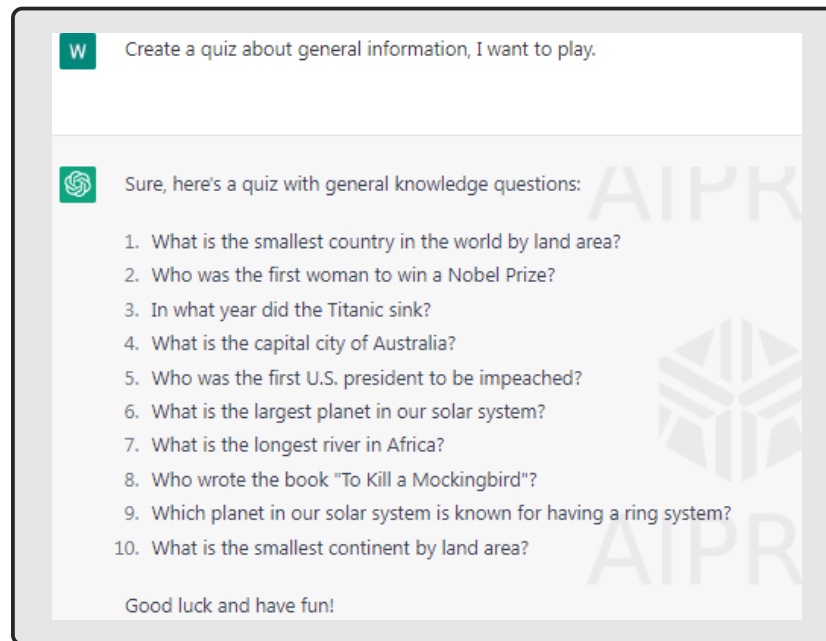 W
Create a quiz about general information, I want to play.
Sure, here's a quiz with general knowledge questions:
AIPR
1. What is the smallest country in the world by land area?
2. Who was the first woman to win a Nobel Prize?
3. In what year did the Titanic sink?
4. What is the capital city of Australia?
5. Who was the first U.S. president to be impeached?
6. What is the largest planet in our solar system?
7. What is the longest river in Africa?
8. Who wrote the book "To Kill a Mockingbird"?
9. Which planet in our solar system is known for having a ring system?
10. What is the smallest continent by land area?
AIPR
Good luck and have fun!